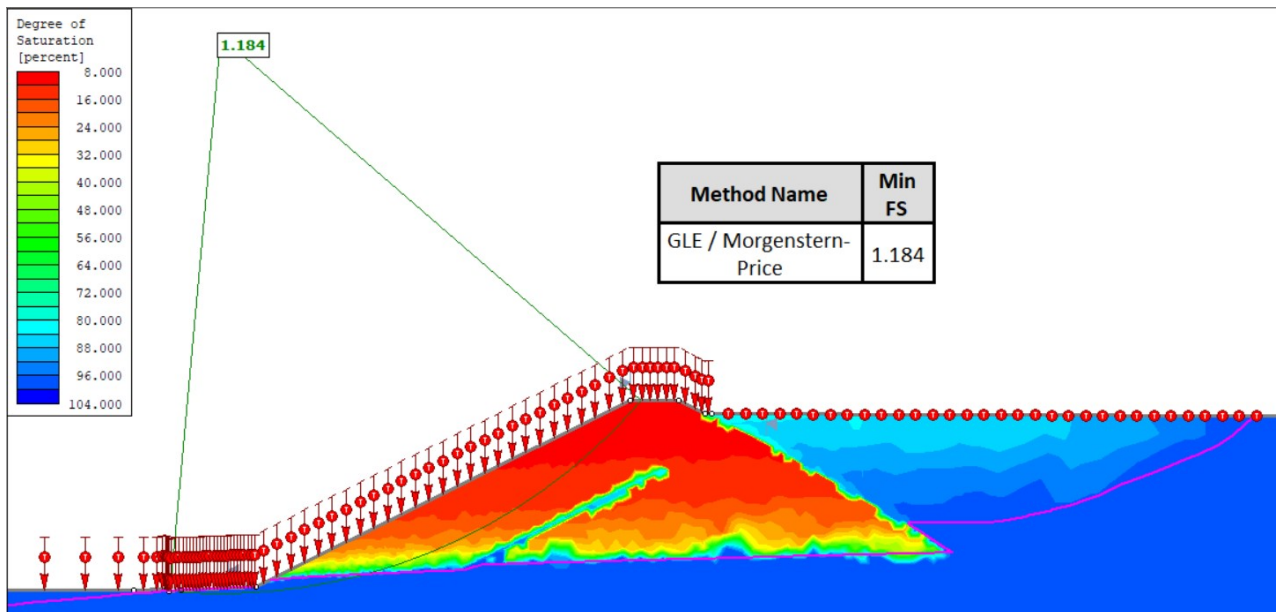 Degree of
Saturation
[percent]
8.000
16.000
24.000
32.000
40.000
48.000
56.000
64.000
72.000
80.000
88.000
96.000
104.000
1.184
Method Name Min FS
GLE / Morgenstern-
Price 1.184